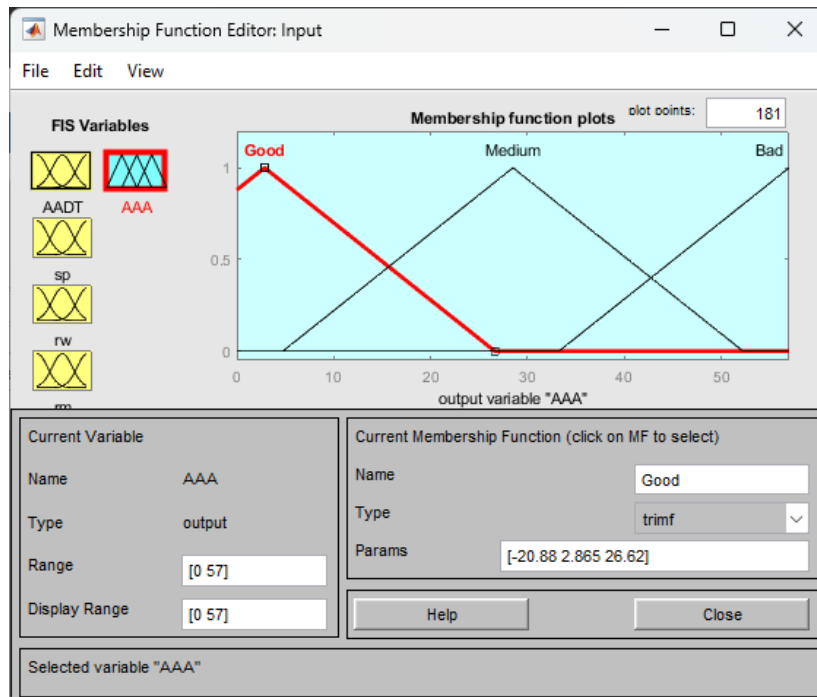 Membership Function Editor: Input
File Edit View
FIS Variables
AADT
AAA
sp
rw
rm
Membership function plots
plot points:
181
Good
Medium
Bad
1
0.5
0
0 10 20 30 40 50
output variable "AAA"
Current Variable
Name AAA
Type output
Range [0 57]
Display Range [0 57]
Current Membership Function (click on MF to select)
Name Good
Type trimf
Params [-20.88 2.865 26.62]
Help Close
Selected variable "AAA"